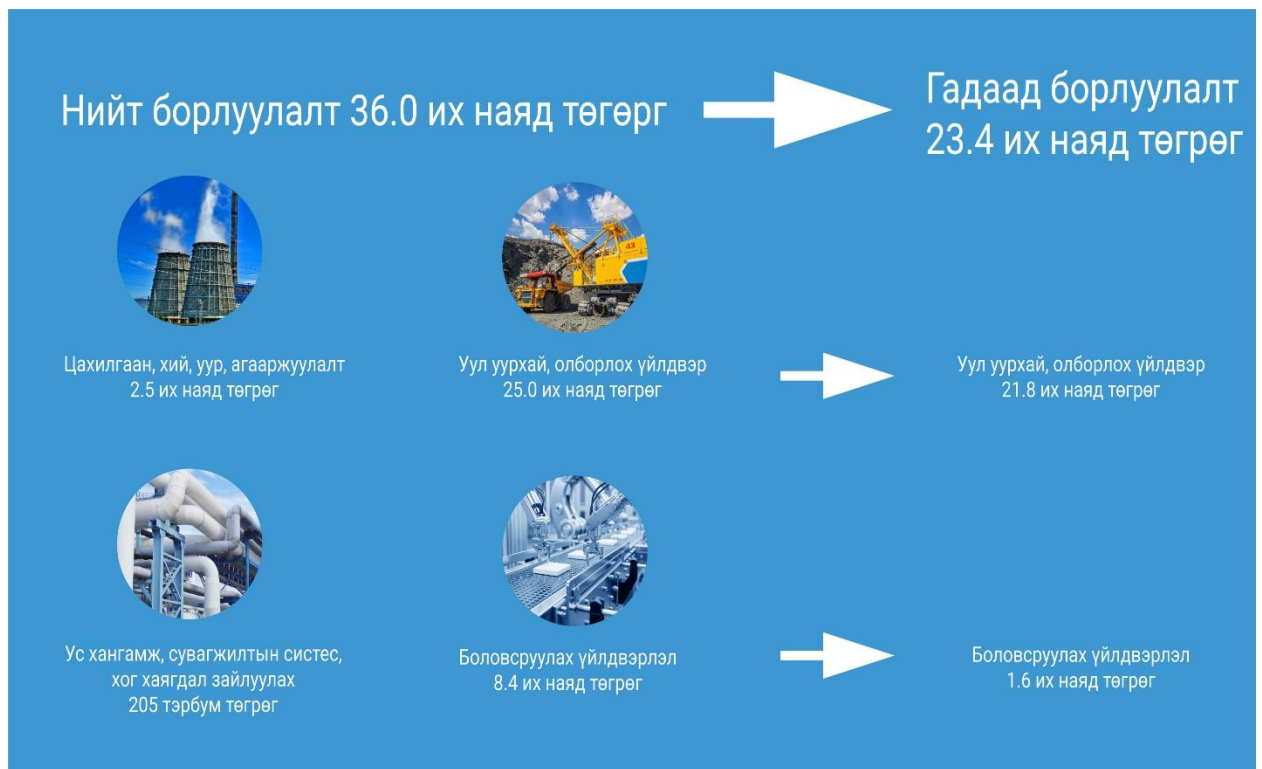 Нийт борлуулалт 36.0 их наяд төгөрг
Гадаад борлуулалт
23.4 их наяд төгрөг
43
Цахилгаан, хий, уур, агааржуулалт
2.5 их наяд төгрөг
Уул уурхай, олборлох үйлдвэр
25.0 их наяд төгрөг
Уул уурхай, олборлох үйлдвэр
21.8 их наяд төгрөг
Ус хангамж, сувагжилтын систес,
хог хаягдал зайлуулах
205 тэрбум төгрөг
Боловсруулах үйлдвэрлэл
8.4 их наяд төгрөг
Боловсруулах үйлдвэрлэл
1.6 их наяд төгрөг